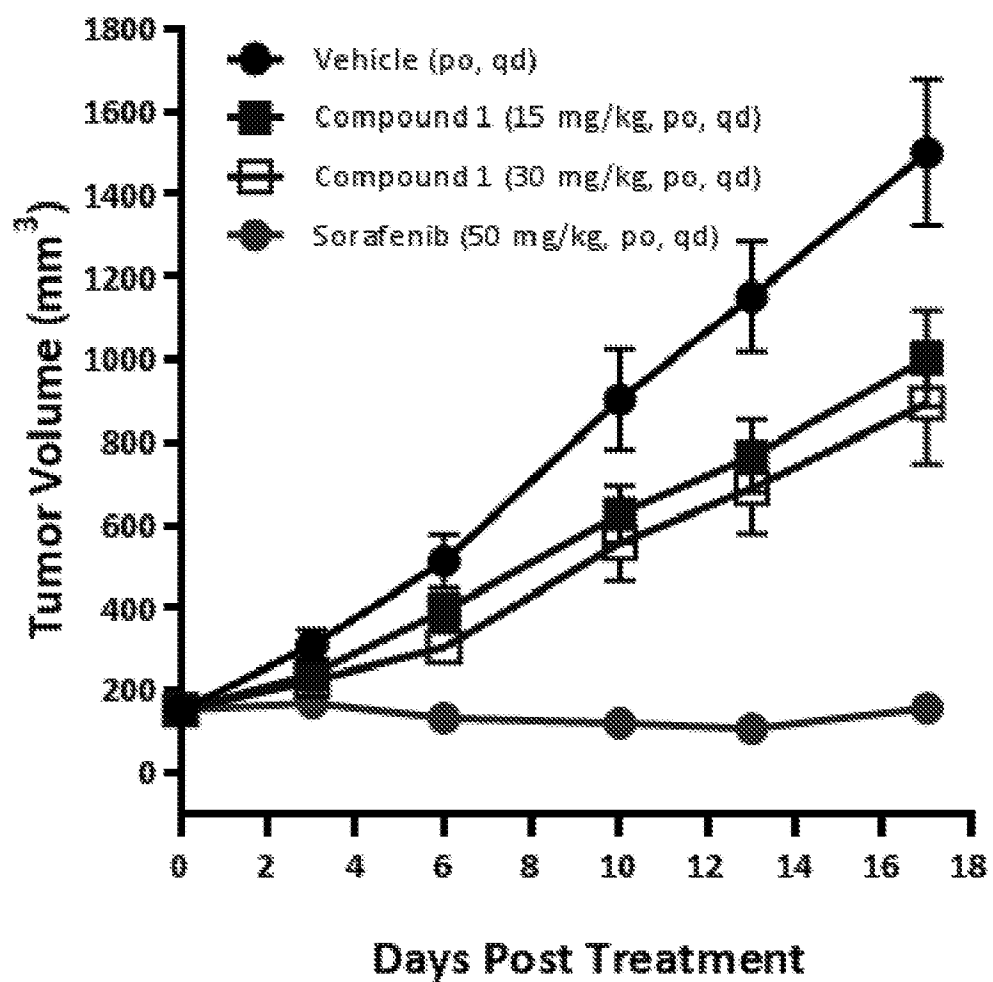 1800
1600
1400
1200
1000
800
600
400
200
0
Tumor Volume (mm³)
Vehicle (po, qd)
Compound 1 (15 mg/kg, po, qd)
Compound 1 (30 mg/kg, po, qd)
Sorafenib (50 mg/kg, po, qd)
0 2 4 6 8 10 12 14 16 18
Days Post Treatment